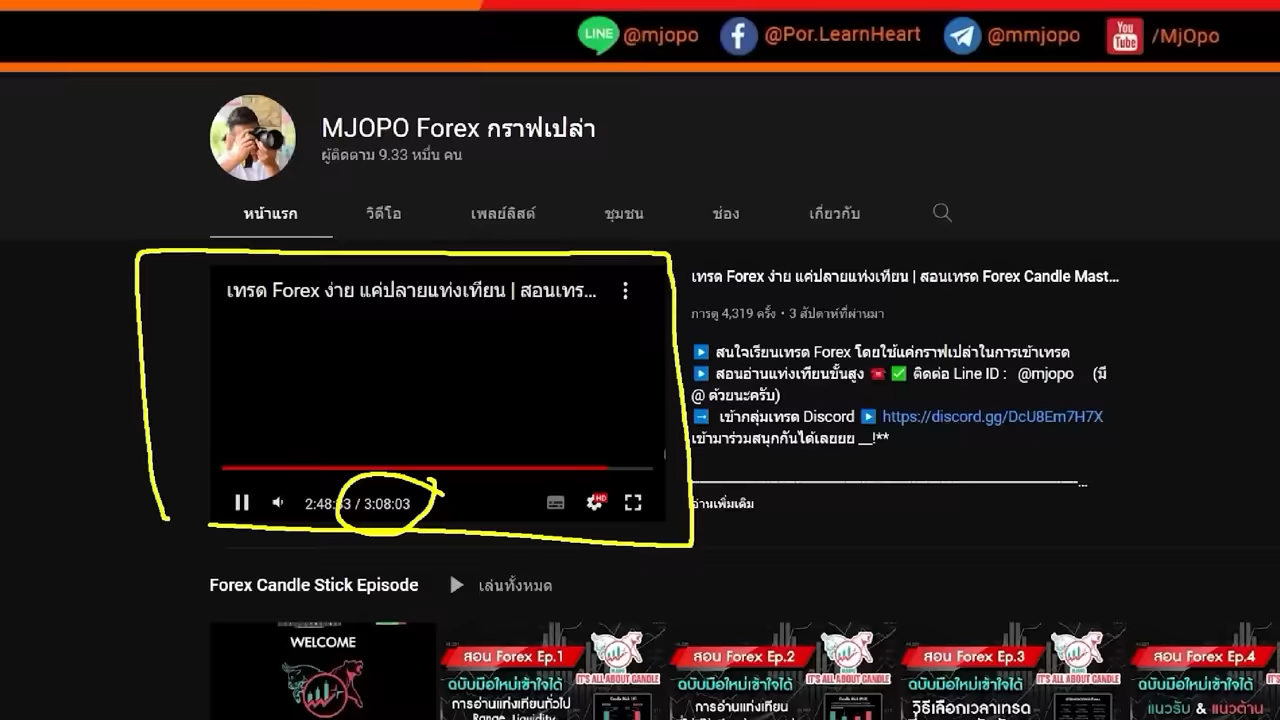 LINE @mjopo f @Por.LearnHeart @mmjopo You Tube /MjOpo
MJOPO Forex กราฟเปล่า
ผู้ติดตาม 9.33 หมื่น คน
หน้าแรก วิดีโอ เพลย์ลิสต์ ชุมชน ช่อง เกี่ยวกับ
เทรด Forex ง่าย แค่ปลายแท่งเทียน | สอนเทร...
2:48: 3 / 3:08:03 HD
เทรด Forex ง่าย แค่ปลายแท่งเทียน | สอนเทรด Forex Candle Mast...
การดู 4,319 ครั้ง • 3 สัปดาห์ที่ผ่านมา
สนใจเรียนเทรด Forex โดยใช้แค่กราฟเปล่าในการเข้าเทรด
สอนอ่านแท่งเทียนขั้นสูง ☎️ ✅ ติดต่อ Line ID : @mjopo (มี
@ ด้วยนะครับ)
เข้ากลุ่มเทรด Discord https://discord.gg/DcU8Em7H7X
เข้ามาร่วมสนุกกันได้เลยยย __!**
อ่านเพิ่มเติม
Forex Candle Stick Episode เล่นทั้งหมด
WELCOME
สอน Forex Ep.1
IT'S ALL ABOUT CANDLE
ฉบับมือใหม่เข้าใจได้
การอ่านแท่งเทียนทั่วไป
Range, Liquidity
สอน Forex Ep.2
IT'S ALL ABOUT CANDLE
ฉบับมือใหม่เข้าใจได้
การอ่านแท่งเทียน
สอน Forex Ep.3
IT'S ALL ABOUT CANDLE
ฉบับมือใหม่เข้าใจได้
วิธีเลือกเวลาเทรด
สอน Forex Ep.4
ฉบับมือใหม่เข้าใจได้
แนวรับ & แนวต้าน